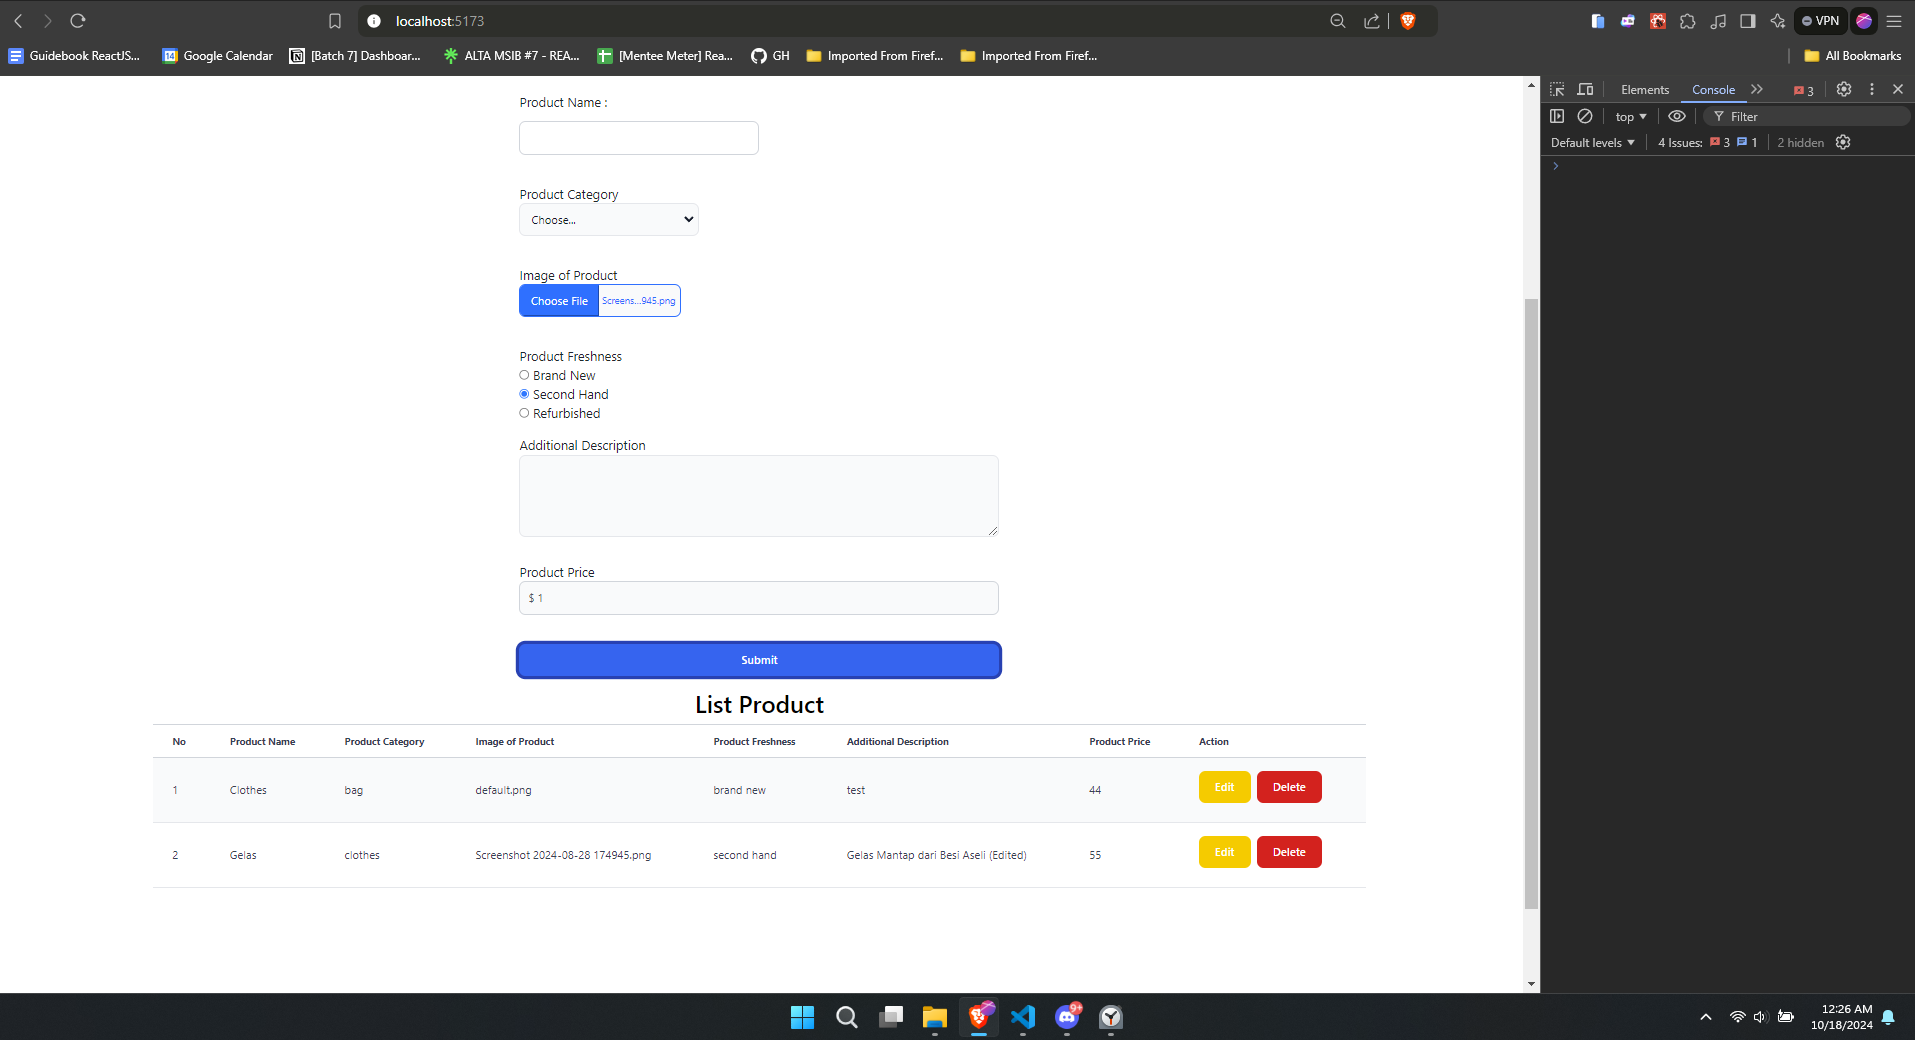 localhost:5173
VPN
Guidebook ReactJS...
Google Calendar
[Batch 7] Dashboar...
ALTA MSIB #7 - REA...
[Mentee Meter] Rea...
GH
Imported From Firef...
Imported From Firef...
All Bookmarks
Elements
Console
3
top
Filter
Default levels
4 Issues:
3
1
2 hidden
Product Name :
Product Category
Choose...
Image of Product
Choose File
Screens...945.png
Product Freshness
Brand New
Second Hand
Refurbished
Additional Description
Product Price
$ 1
Submit
List Product
No Product Name Product Category Image of Product Product Freshness Additional Description Product Price Action
1 Clothes bag default.png brand new test 44 Edit Delete
2 Gelas clothes Screenshot 2024-08-28 174945.png second hand Gelas Mantap dari Besi Aseli (Edited) 55 Edit Delete
9+
12:26 AM
10/18/2024